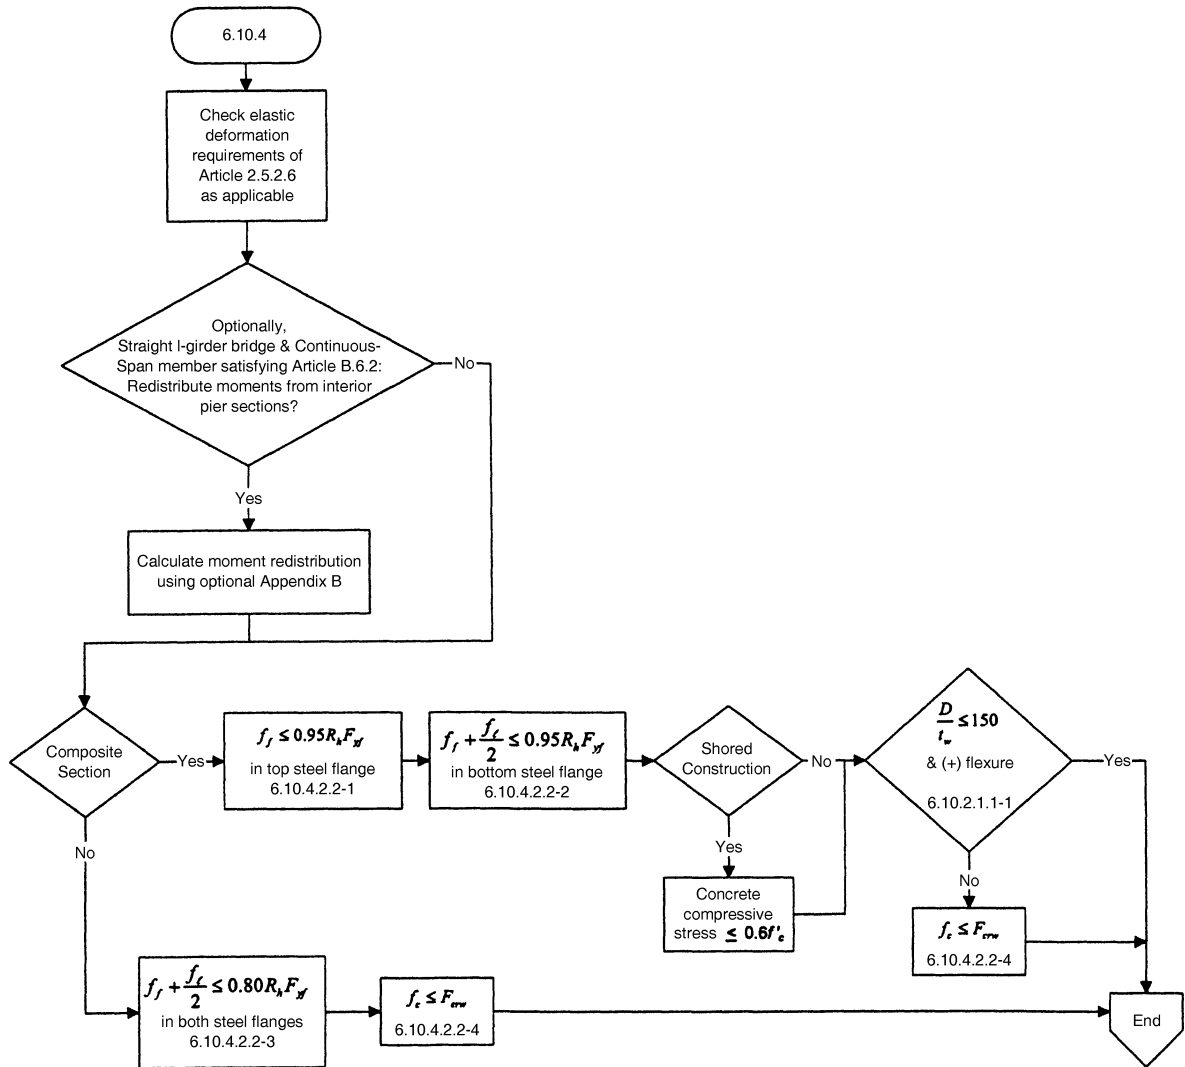 6.10.4
Check elastic
deformation
requirements of
Article 2.5.2.6
as applicable
Optionally,
Straight I-girder bridge & Continuous-
Span member satisfying Article B.6.2:
Redistribute moments from interior
pier sections?
No
Yes
Calculate moment redistribution
using optional Appendix B
Composite
Section
Yes
f_f ≤ 0.95R_hF_yf
in top steel flange
6.10.4.2.2-1
f_f + f_ℓ/2 ≤ 0.95R_hF_yf
in bottom steel flange
6.10.4.2.2-2
Shored
Construction
No
Yes
Concrete
compressive
stress ≤ 0.6f'_c
D/t_w ≤ 150
& (+) flexure
6.10.2.1.1-1
Yes
No
f_c ≤ F_crw
6.10.4.2.2-4
No
f_f + f_ℓ/2 ≤ 0.80R_hF_yf
in both steel flanges
6.10.4.2.2-3
f_c ≤ F_crw
6.10.4.2.2-4
End